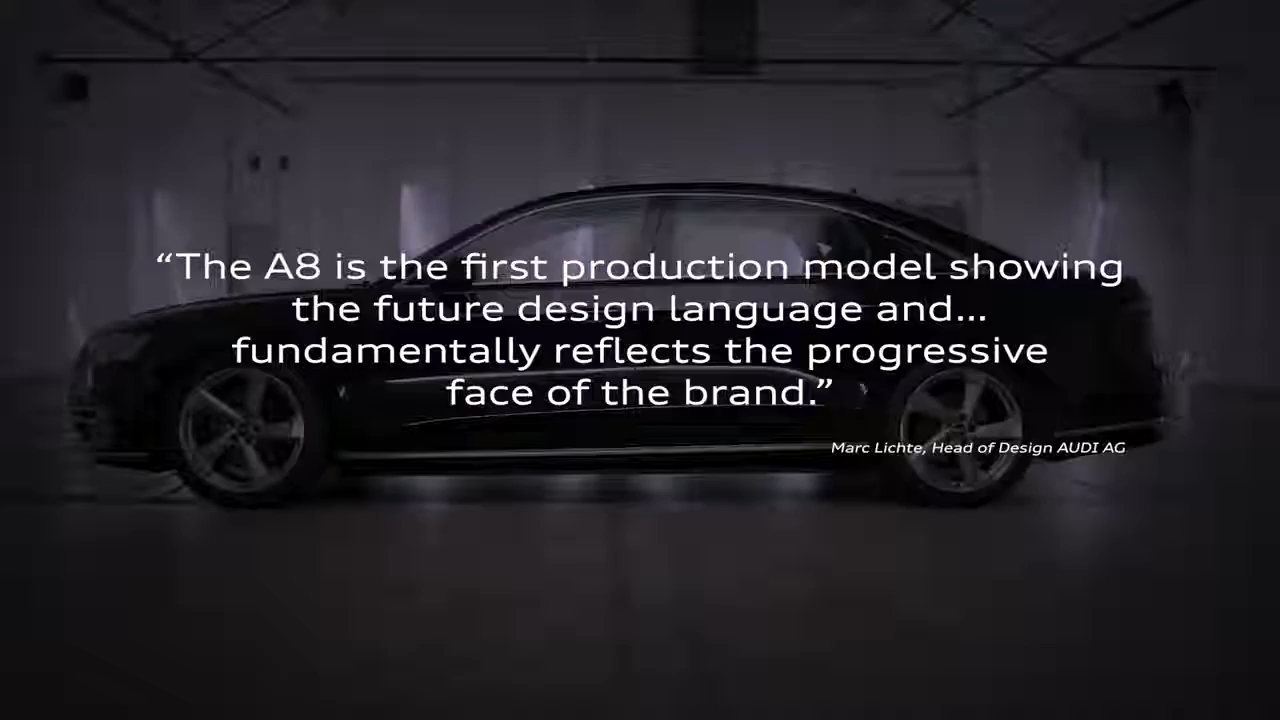 “The A8 is the first production model showing
the future design language and...
fundamentally reflects the progressive
face of the brand.”
Marc Lichte, Head of Design AUDI AG